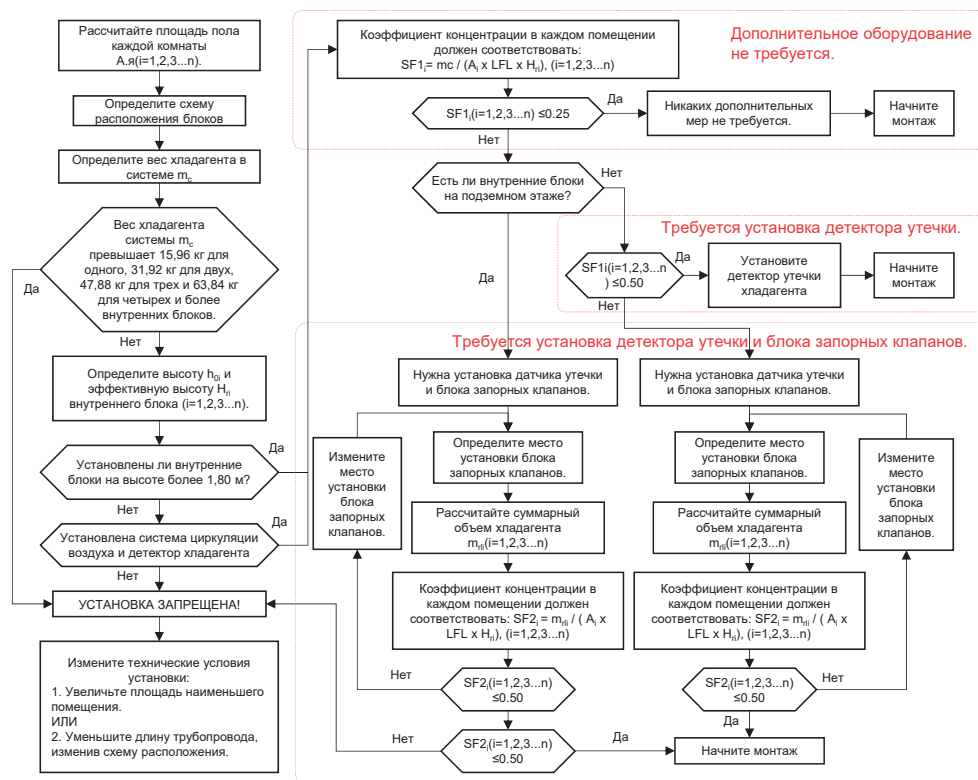 Рассчитайте площадь пола
каждой комнаты
А.я(i=1,2,3...n).
Определите схему
расположения блоков
Определите вес хладагента в
системе mc
Вес хладагента
системы mc
превышает 15,96 кг для
одного, 31,92 кг для двух,
47,88 кг для трех и 63,84 кг
для четырех и более
внутренних блоков.
Да
Нет
Определите высоту h0i и
эффективную высоту Hri
внутреннего блока (i=1,2,3...n).
Установлены ли внутренние
блоки на высоте более 1,80 м?
Да
Нет
Установлена система циркуляции
воздуха и детектор хладагента
Да
Нет
УСТАНОВКА ЗАПРЕЩЕНА!
Измените технические условия
установки:
1. Увеличьте площадь наименьшего
помещения.
ИЛИ
2. Уменьшите длину трубопровода,
изменив схему расположения.
Дополнительное оборудование
не требуется.
Коэффициент концентрации в каждом помещении
должен соответствовать:
SF1i = mc / (Ai x LFL x Hri), (i=1,2,3...n)
SF1i(i=1,2,3...n) ≤0.25
Да
Никаких дополнительных
мер не требуется.
Начните
монтаж
Нет
Есть ли внутренние блоки
на подземном этаже?
Нет
Да
Требуется установка детектора утечки.
SF1i(i=1,2,3...n
) ≤0.50
Да
Установите
детектор утечки
хладагента
Начните
монтаж
Нет
Требуется установка детектора утечки и блока запорных клапанов.
Нужна установка датчика утечки
и блока запорных клапанов.
Измените
место
установки
блока
запорных
клапанов.
Определите место
установки блока
запорных клапанов.
Рассчитайте суммарный
объем хладагента
mrli(i=1,2,3...n)
Коэффициент концентрации в
каждом помещении должен
соответствовать: SF2i = mrli / ( Ai x
LFL x Hri), (i=1,2,3...n)
Нет
SF2i(i=1,2,3...n)
≤0.50
Нет
SF2i(i=1,2,3...n)
≤0.50
Да
Нужна установка датчика утечки
и блока запорных клапанов.
Определите место
установки блока
запорных клапанов.
Измените
место
установки
блока
запорных
клапанов.
Рассчитайте суммарный
объем хладагента
mrli(i=1,2,3...n)
Коэффициент концентрации в
каждом помещении должен
соответствовать: SF2i = mrli / ( Ai x
LFL x Hri), (i=1,2,3...n)
SF2i(i=1,2,3...n)
≤0.50
Нет
Да
Начните монтаж